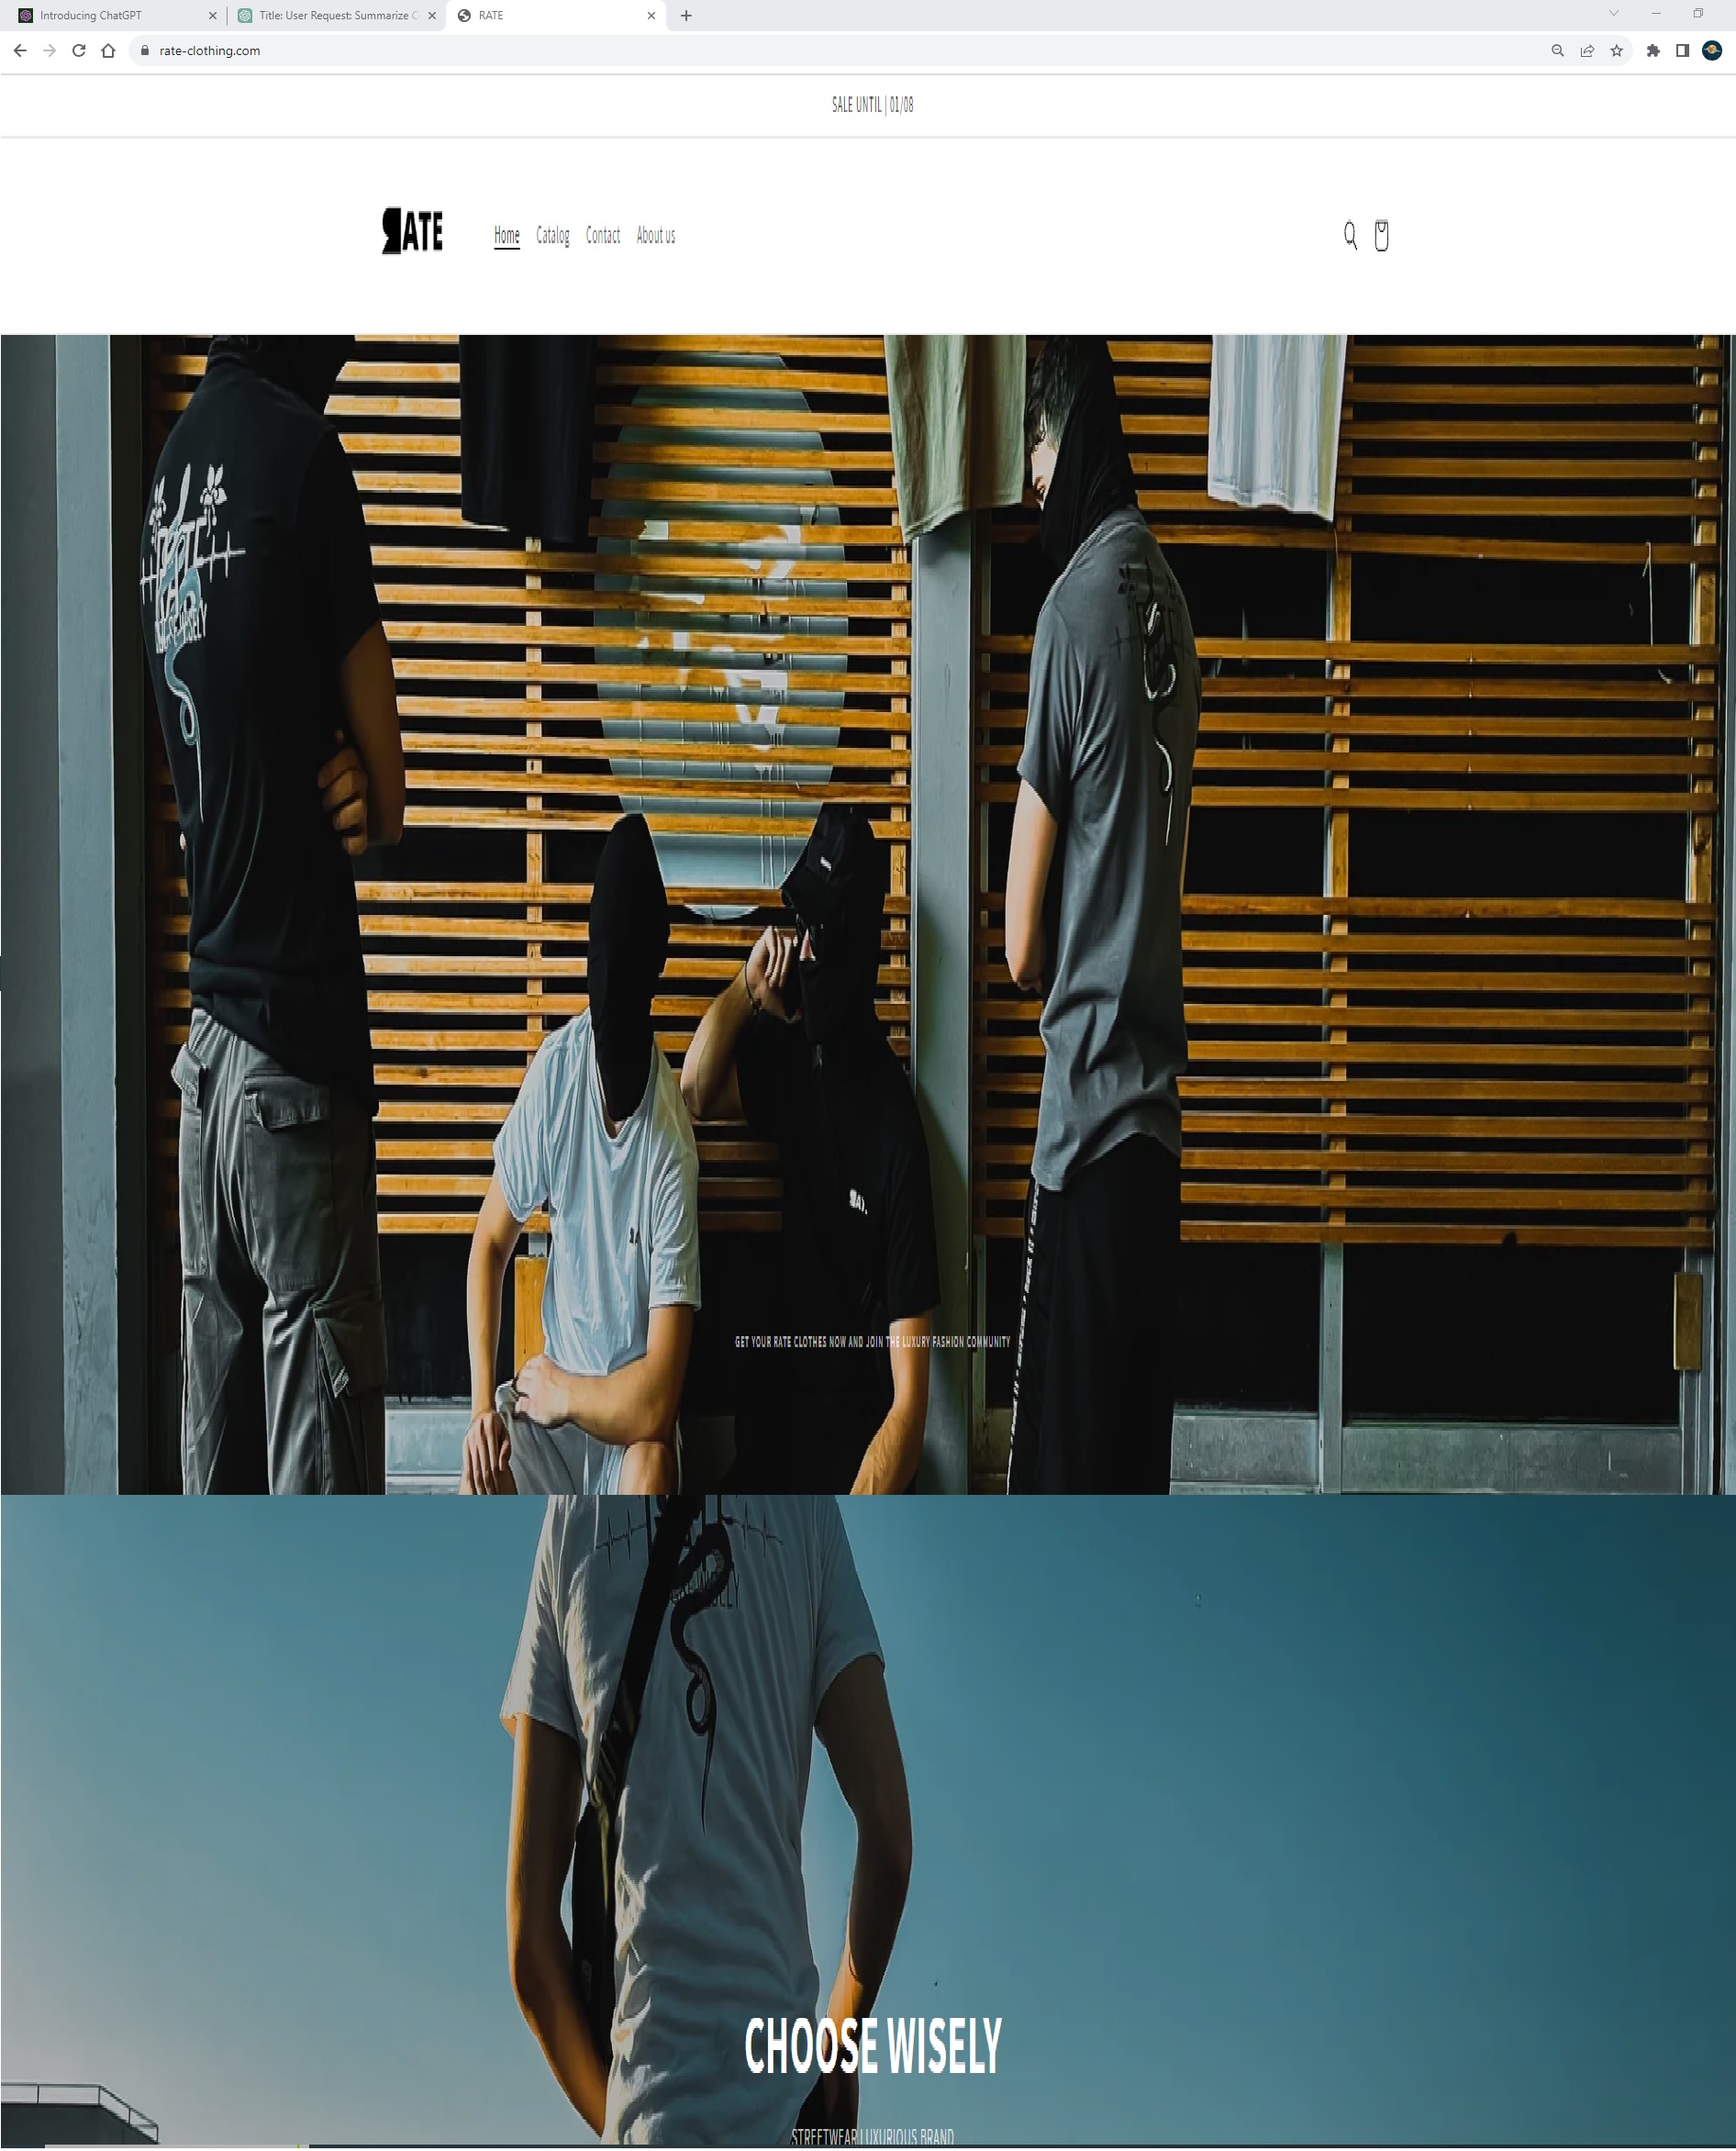 Introducing ChatGPT
Title: User Request: Summarize C
RATE
rate-clothing.com
SALE UNTIL | 01/08
RATE
Home Catalog Contact About us
GET YOUR RATE CLOTHES NOW AND JOIN THE LUXURY FASHION COMMUNITY
CHOOSE WISELY
STREETWEAR LUXURIOUS BRAND